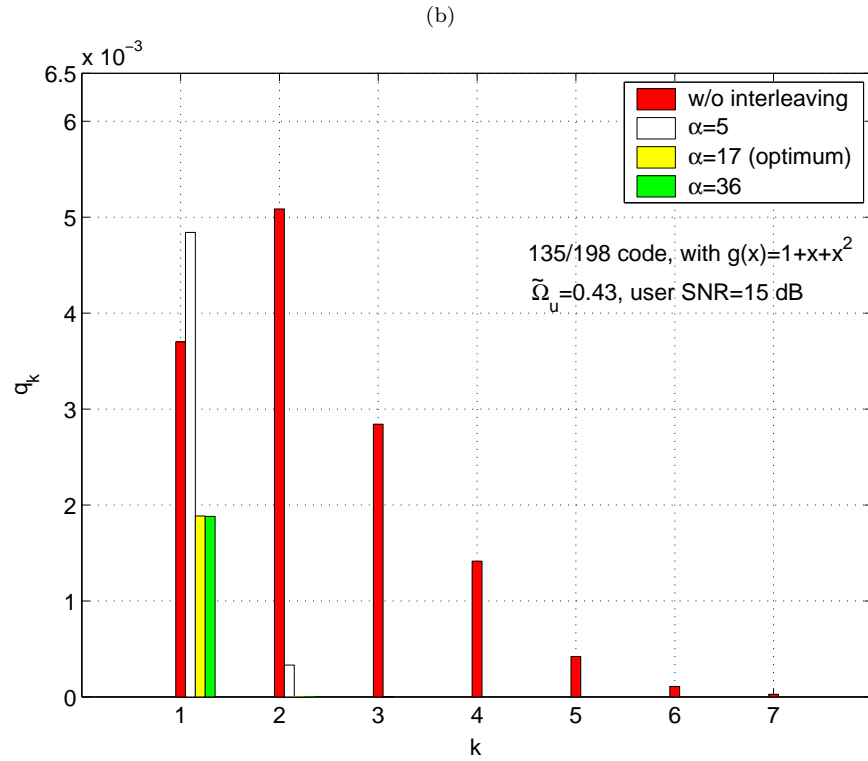 (b)
x 10⁻³
6.5
6
5
4
3
2
1
0
q_k
1 2 3 4 5 6 7
k
w/o interleaving
α=5
α=17 (optimum)
α=36
135/198 code, with g(x)=1+x+x²
Ω̃_u=0.43, user SNR=15 dB